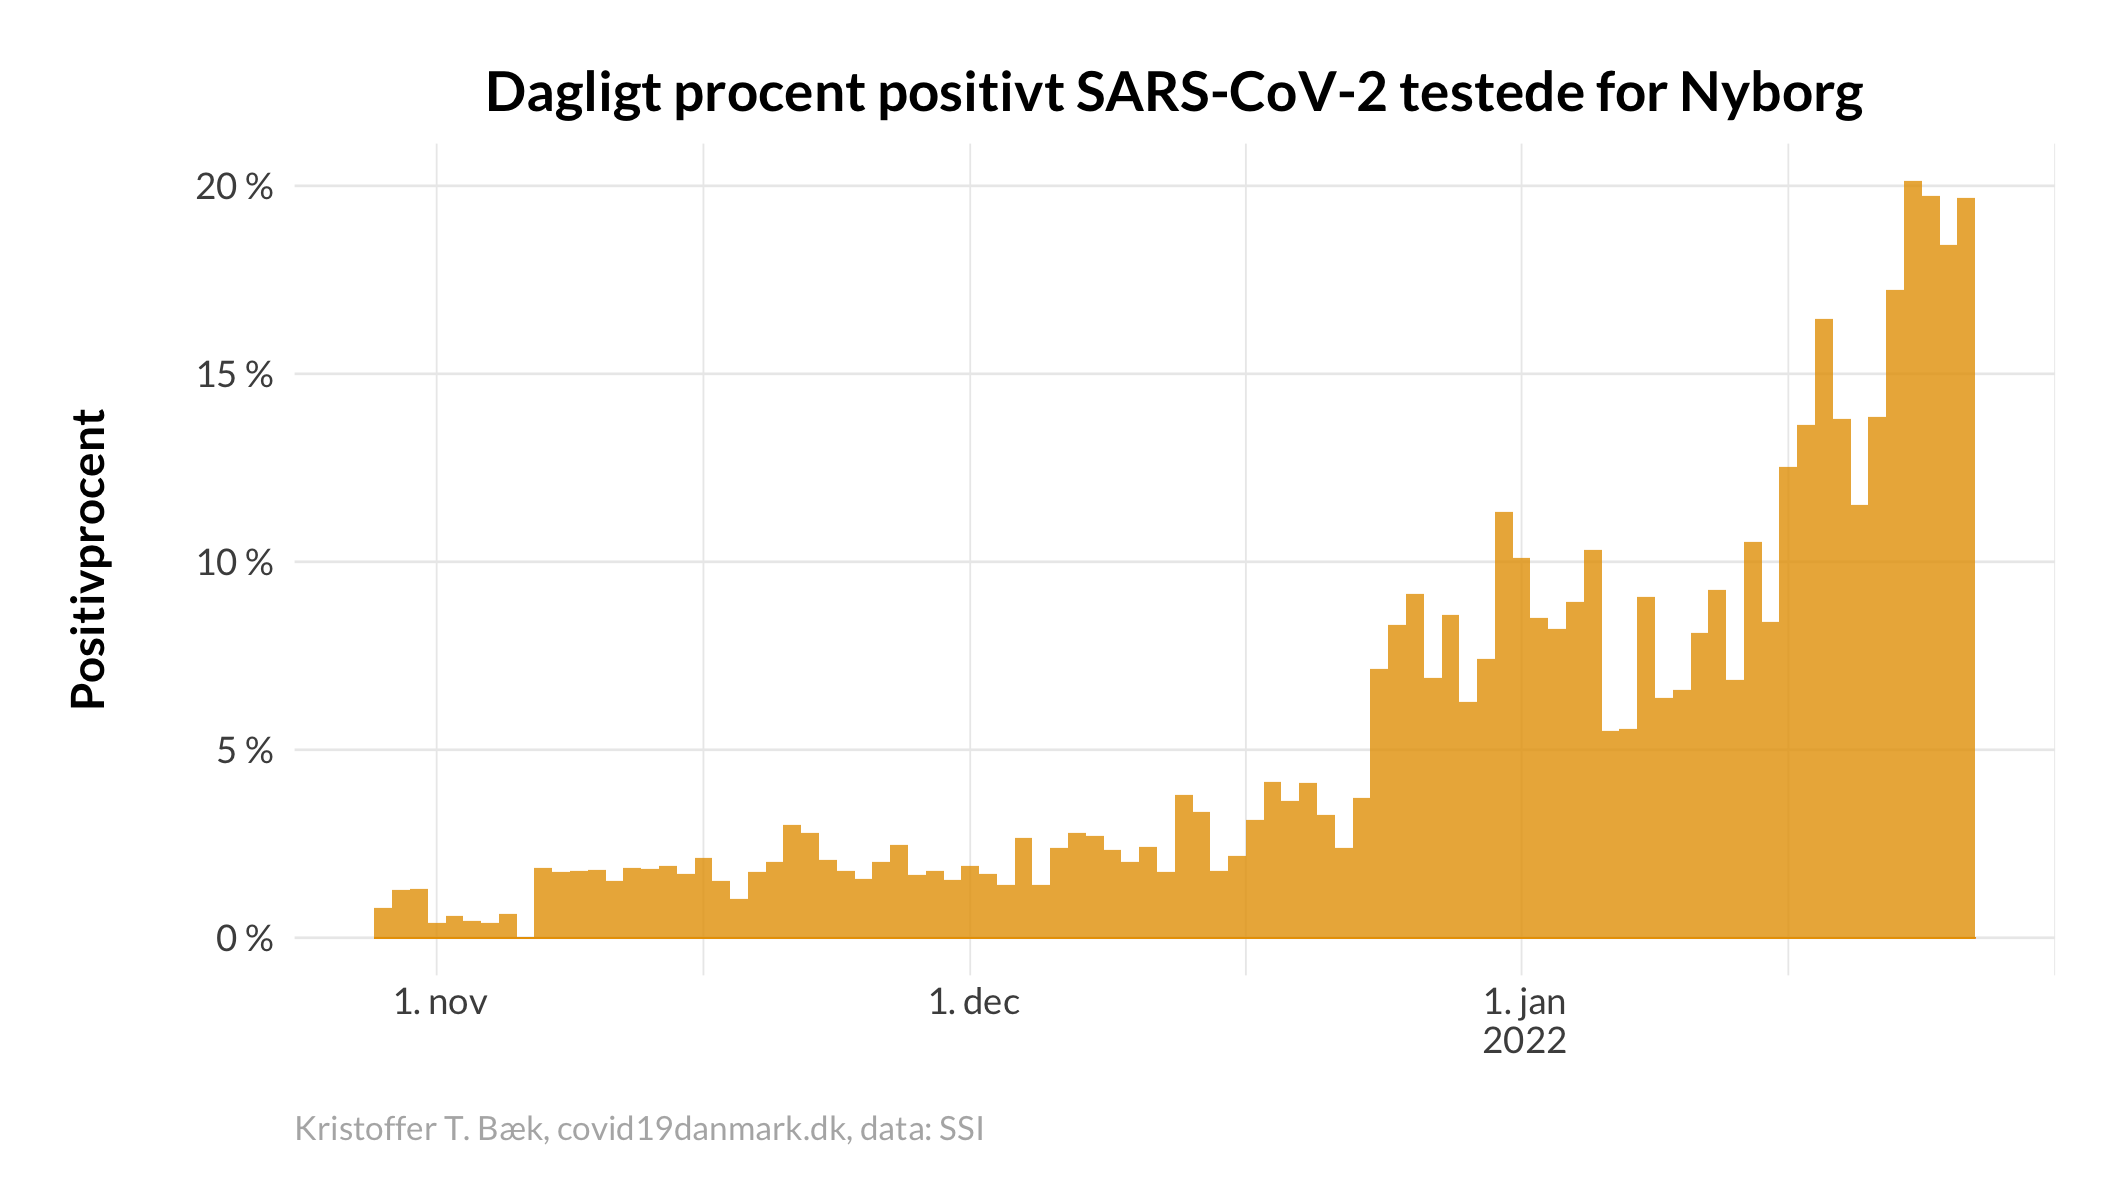 Dagligt procent positivt SARS-CoV-2 testede for Nyborg
Positivprocent
20 %
15 %
10 %
5 %
0 %
1. nov
1. dec
1. jan
2022
Kristoffer T. Bæk, covid19danmark.dk, data: SSI